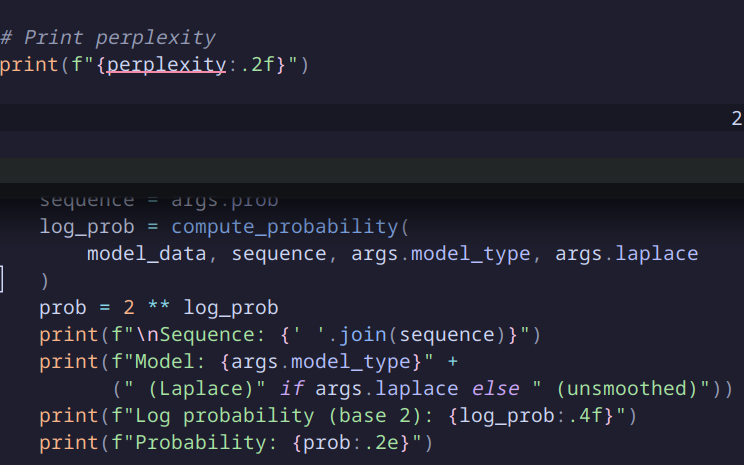 # Print perplexity
print(f"{perplexity:.2f}")
2
sequence = args.prob
log_prob = compute_probability(
model_data, sequence, args.model_type, args.laplace
)
prob = 2 ** log_prob
print(f"\nSequence: {' '.join(sequence)}")
print(f"Model: {args.model_type}" +
(" (Laplace)" if args.laplace else " (unsmoothed)"))
print(f"Log probability (base 2): {log_prob:.4f}")
print(f"Probability: {prob:.2e}")